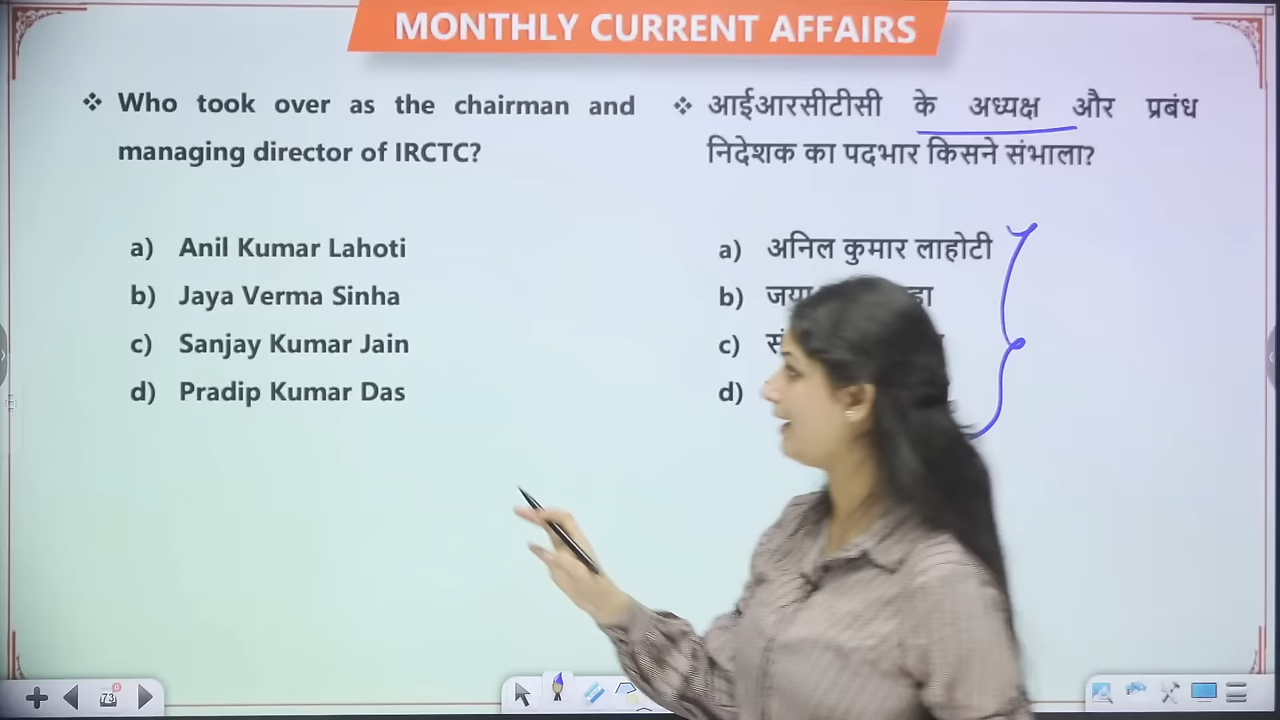 MONTHLY CURRENT AFFAIRS
❖ Who took over as the chairman and
managing director of IRCTC?
a) Anil Kumar Lahoti
b) Jaya Verma Sinha
c) Sanjay Kumar Jain
d) Pradip Kumar Das
❖ आईआरसीटीसी के अध्यक्ष और प्रबंध
निदेशक का पदभार किसने संभाला?
a) अनिल कुमार लाहोटी
b)
c)
d)
73